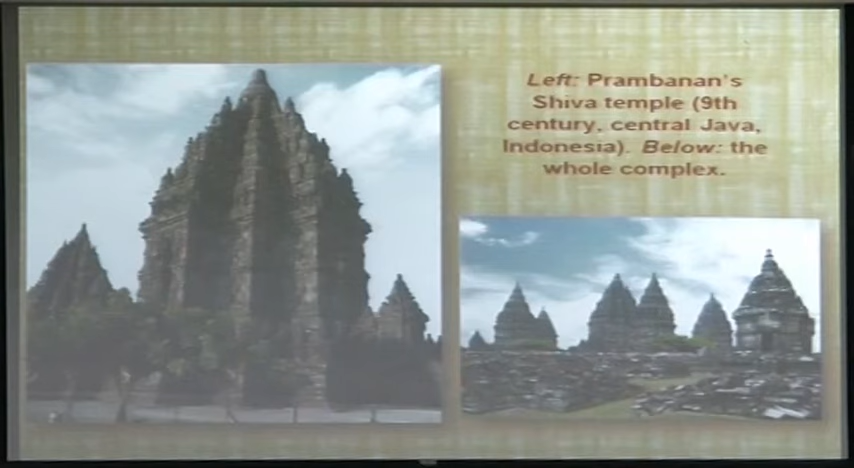 Left: Prambanan's
Shiva temple (9th
century, central Java,
Indonesia). Below: the
whole complex.